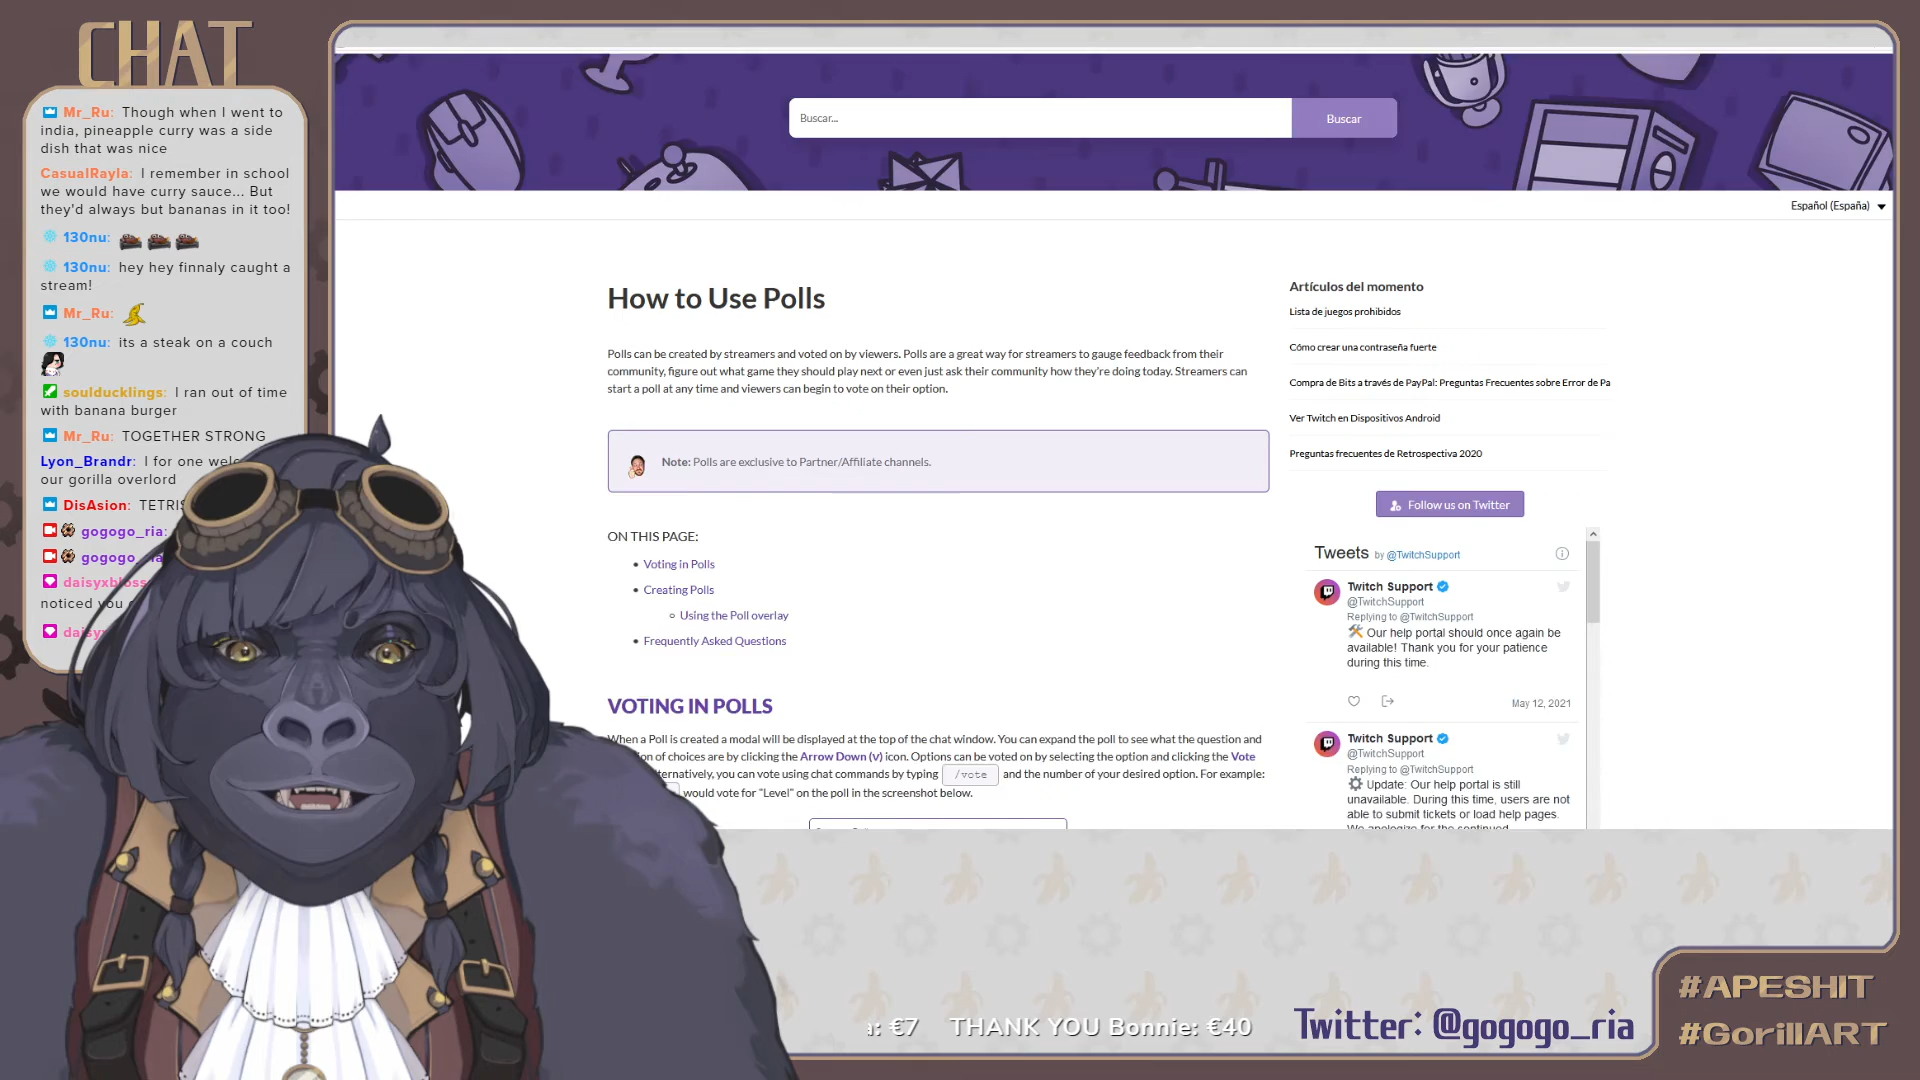 CHAT
Mr_Ru: Though when I went to
india, pineapple curry was a side
dish that was nice
CasualRayla: I remember in school
we would have curry sauce... But
they'd always but bananas in it too!
130nu:
130nu: hey hey finnaly caught a
stream!
Mr_Ru:
130nu: its a steak on a couch
soulducklings: I ran out of time
with banana burger
Mr_Ru: TOGETHER STRONG
Lyon_Brandr: I for one
our gorilla overlord
DisAsion:
gogogo_ria:
gogogo
noticed
Buscar...
Buscar
Español (España)
How to Use Polls
Polls can be created by streamers and voted on by viewers. Polls are a great way for streamers to gauge feedback from their
community, figure out what game they should play next or even just ask their community how they're doing today. Streamers can
start a poll at any time and viewers can begin to vote on their option.
Note: Polls are exclusive to Partner/Affiliate channels.
ON THIS PAGE:
Voting in Polls
Creating Polls
Using the Poll overlay
Frequently Asked Questions
VOTING IN POLLS
When a Poll is created a modal will be displayed at the top of the chat window. You can expand the poll to see what the question and
of choices are by clicking the Arrow Down (v) icon. Options can be voted on by selecting the option and clicking the Vote
you can vote using chat commands by typing /vote and the number of your desired option. For example:
would vote for "Level" on the poll in the screenshot below.
Artículos del momento
Lista de juegos prohibidos
Cómo crear una contraseña fuerte
Compra de Bits a través de PayPal: Preguntas Frecuentes sobre Error de Pa
Ver Twitch en Dispositivos Android
Preguntas frecuentes de Retrospectiva 2020
Follow us on Twitter
Tweets by @TwitchSupport
Twitch Support
@TwitchSupport
Replying to @TwitchSupport
Our help portal should once again be
available! Thank you for your patience
during this time.
May 12, 2021
Twitch Support
@TwitchSupport
Replying to @TwitchSupport
Update: Our help portal is still
unavailable. During this time, users are not
able to submit tickets or load help pages.
We apologize for the continued
a: €7 THANK YOU Bonnie: €40
Twitter: @gogogo_ria
#APESHIT
#GorillART